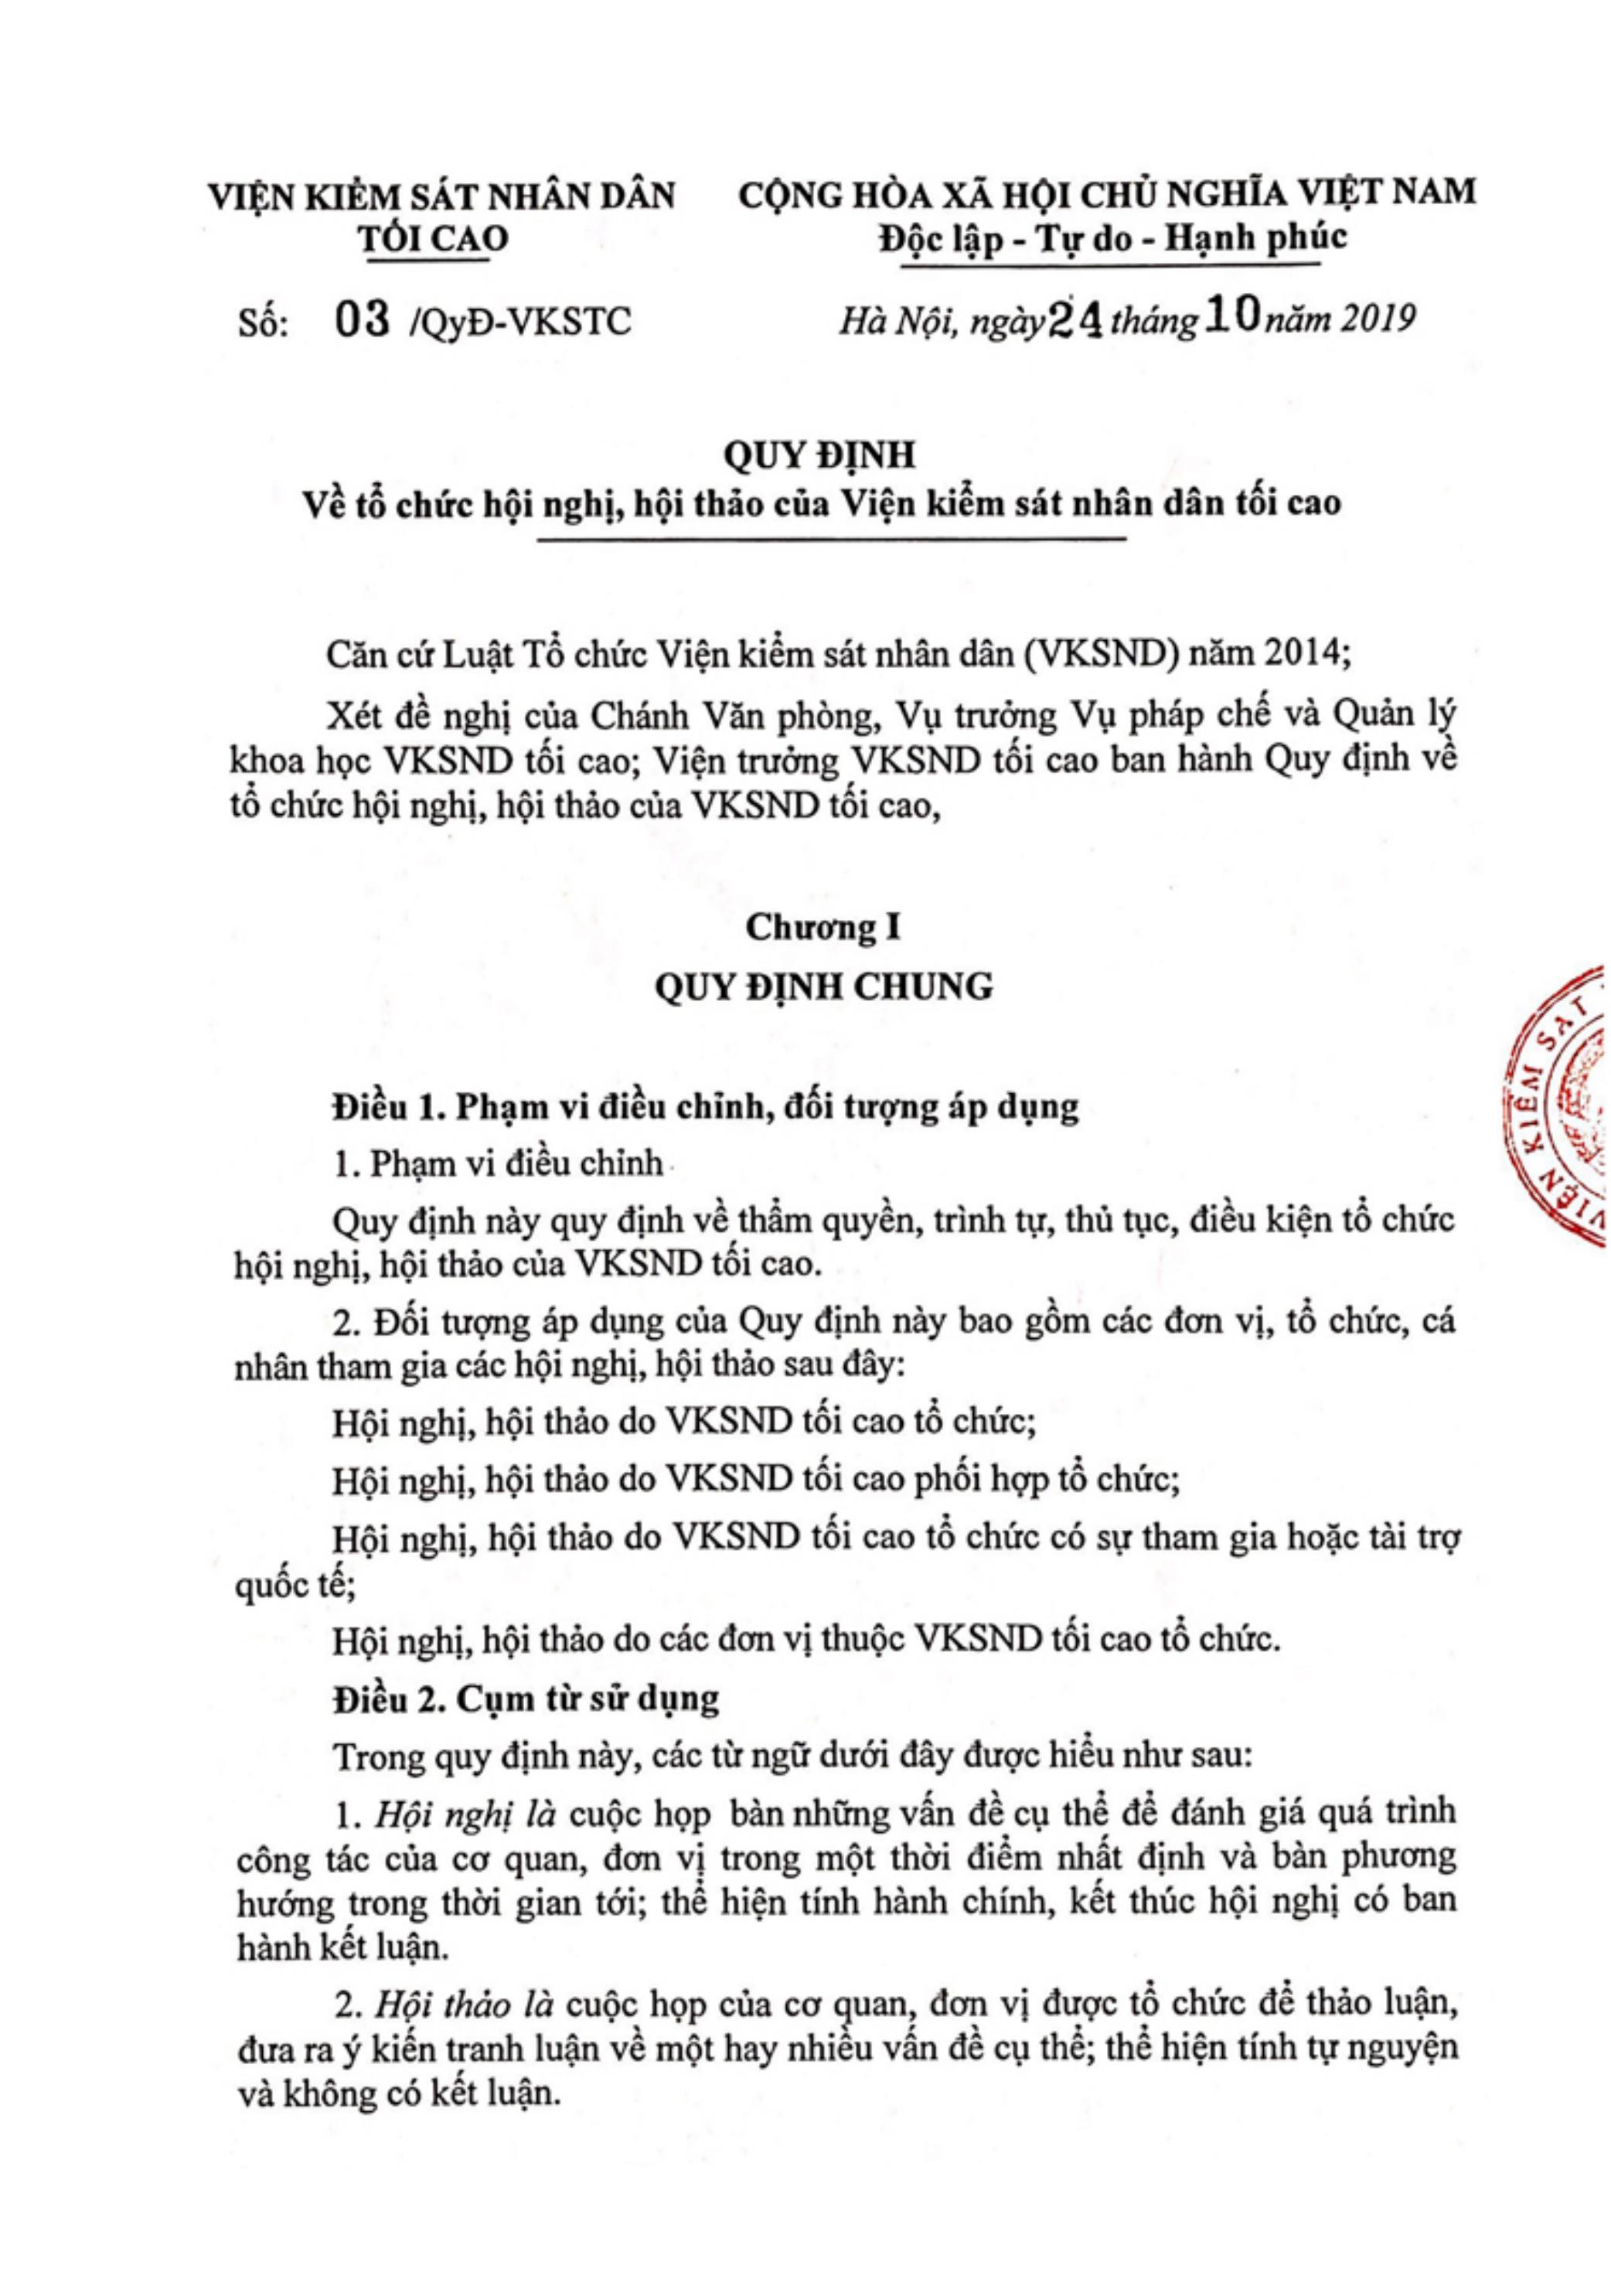 VIỆN KIỂM SÁT NHÂN DÂN
TỐI CAO
CỘNG HÒA XÃ HỘI CHỦ NGHĨA VIỆT NAM
Độc lập - Tự do - Hạnh phúc
Số: 03 /QyĐ-VKSTC
Hà Nội, ngày 24 tháng 10 năm 2019
QUY ĐỊNH
Về tổ chức hội nghị, hội thảo của Viện kiểm sát nhân dân tối cao
Căn cứ Luật Tổ chức Viện kiểm sát nhân dân (VKSND) năm 2014;
Xét đề nghị của Chánh Văn phòng, Vụ trưởng Vụ pháp chế và Quản lý
khoa học VKSND tối cao; Viện trưởng VKSND tối cao ban hành Quy định về
tổ chức hội nghị, hội thảo của VKSND tối cao,
Chương I
QUY ĐỊNH CHUNG
Điều 1. Phạm vi điều chỉnh, đối tượng áp dụng
1. Phạm vi điều chỉnh
Quy định này quy định về thẩm quyền, trình tự, thủ tục, điều kiện tổ chức
hội nghị, hội thảo của VKSND tối cao.
2. Đối tượng áp dụng của Quy định này bao gồm các đơn vị, tổ chức, cá
nhân tham gia các hội nghị, hội thảo sau đây:
Hội nghị, hội thảo do VKSND tối cao tổ chức;
Hội nghị, hội thảo do VKSND tối cao phối hợp tổ chức;
Hội nghị, hội thảo do VKSND tối cao tổ chức có sự tham gia hoặc tài trợ
quốc tế;
Hội nghị, hội thảo do các đơn vị thuộc VKSND tối cao tổ chức.
Điều 2. Cụm từ sử dụng
Trong quy định này, các từ ngữ dưới đây được hiểu như sau:
1. Hội nghị là cuộc họp bàn những vấn đề cụ thể để đánh giá quá trình
công tác của cơ quan, đơn vị trong một thời điểm nhất định và bàn phương
hướng trong thời gian tới; thể hiện tính hành chính, kết thúc hội nghị có ban
hành kết luận.
2. Hội thảo là cuộc họp của cơ quan, đơn vị được tổ chức để thảo luận,
đưa ra ý kiến tranh luận về một hay nhiều vấn đề cụ thể; thể hiện tính tự nguyện
và không có kết luận.
VIỆN KIỂM SÁT